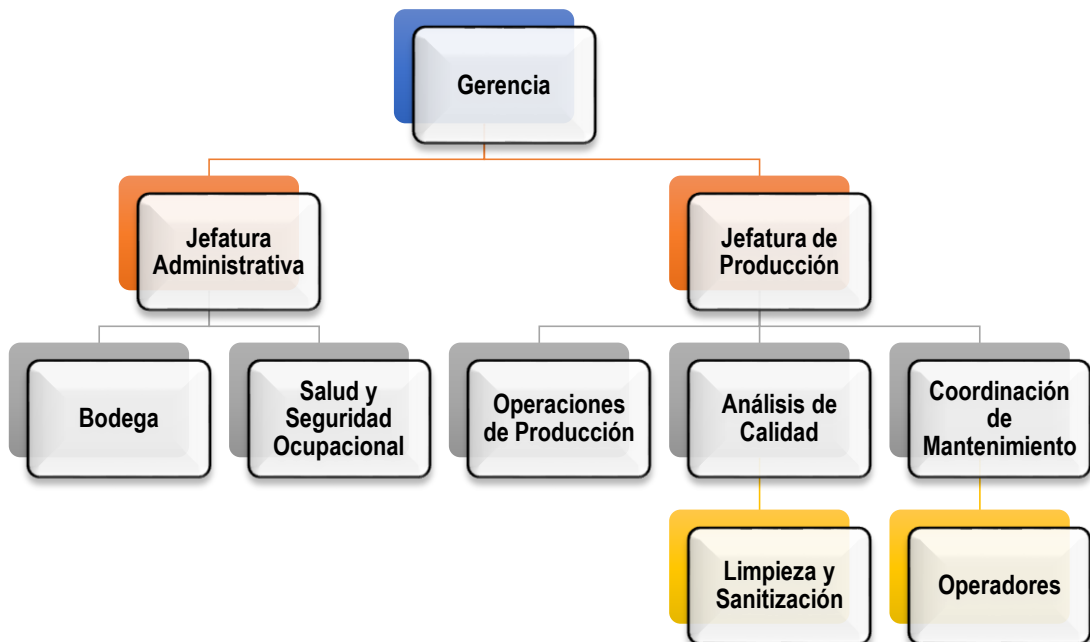 Gerencia
Jefatura
Administrativa
Jefatura de
Producción
Bodega
Salud y
Seguridad
Ocupacional
Operaciones
de Producción
Análisis de
Calidad
Coordinación
de
Mantenimiento
Limpieza y
Sanitización
Operadores